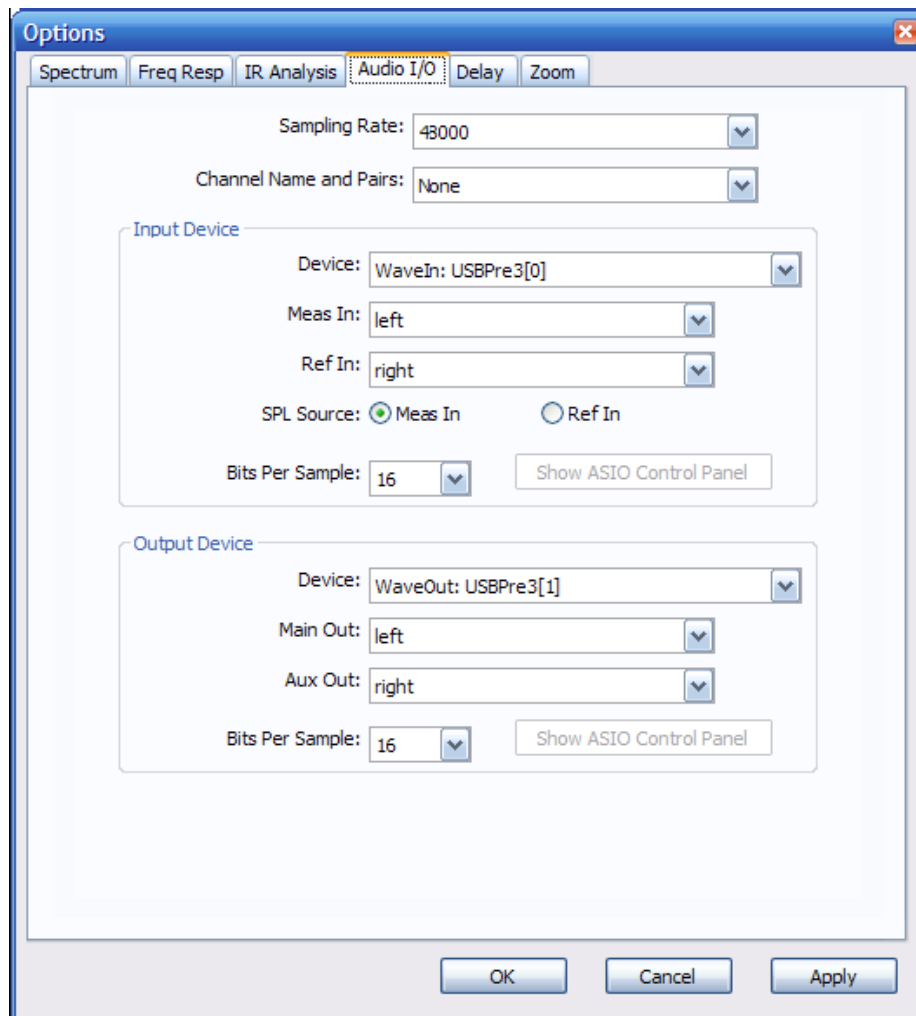 Options
Spectrum Freq Resp IR Analysis Audio I/O Delay Zoom
Sampling Rate: 48000
Channel Name and Pairs: None
Input Device
Device: WaveIn: USBPre3[0]
Meas In: left
Ref In: right
SPL Source: Meas In Ref In
Bits Per Sample: 16 Show ASIO Control Panel
Output Device
Device: WaveOut: USBPre3[1]
Main Out: left
Aux Out: right
Bits Per Sample: 16 Show ASIO Control Panel
OK Cancel Apply